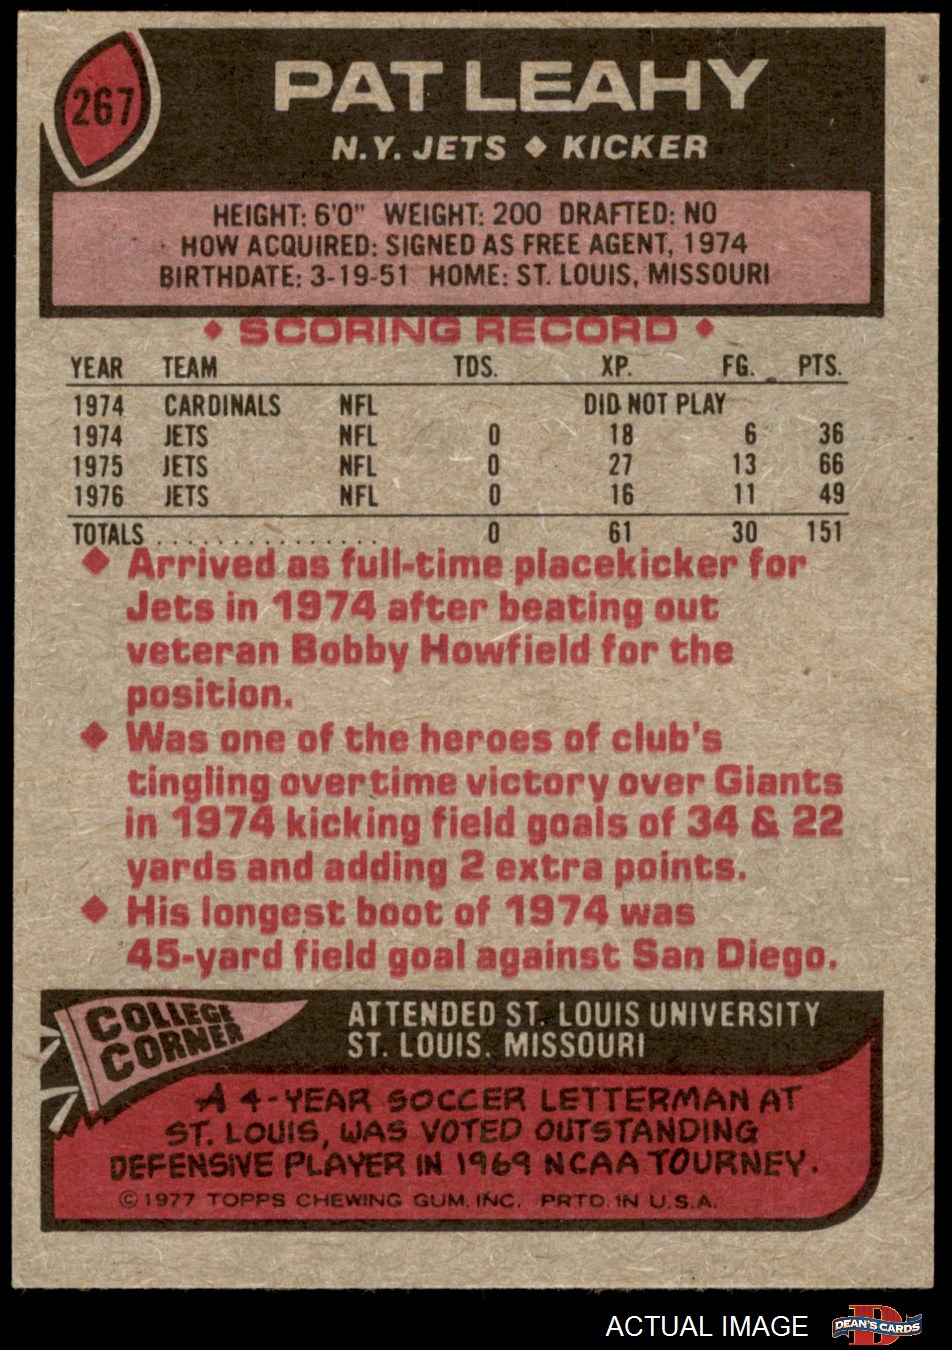 267
PAT LEAHY
N.Y. JETS ♦ KICKER
HEIGHT: 6'0" WEIGHT: 200 DRAFTED: NO
HOW ACQUIRED: SIGNED AS FREE AGENT, 1974
BIRTHDATE: 3-19-51 HOME: ST. LOUIS, MISSOURI
♦ SCORING RECORD ♦
YEAR TEAM TDS. XP. FG. PTS.
1974 CARDINALS NFL DID NOT PLAY
1974 JETS NFL 0 18 6 36
1975 JETS NFL 0 27 13 66
1976 JETS NFL 0 16 11 49
TOTALS . . . . . . . . . . . . . . . . 0 61 30 151
♦ Arrived as full-time placekicker for
Jets in 1974 after beating out
veteran Bobby Howfield for the
position.
♦ Was one of the heroes of club's
tingling overtime victory over Giants
in 1974 kicking field goals of 34 & 22
yards and adding 2 extra points.
♦ His longest boot of 1974 was
45-yard field goal against San Diego.
COLLEGE
CORNER
ATTENDED ST. LOUIS UNIVERSITY
ST. LOUIS, MISSOURI
A 4-YEAR SOCCER LETTERMAN AT
ST. LOUIS, WAS VOTED OUTSTANDING
DEFENSIVE PLAYER IN 1969 NCAA TOURNEY.
© 1977 TOPPS CHEWING GUM, INC. PRTD. IN U.S.A.
ACTUAL IMAGE
D
DEAN'S CARDS